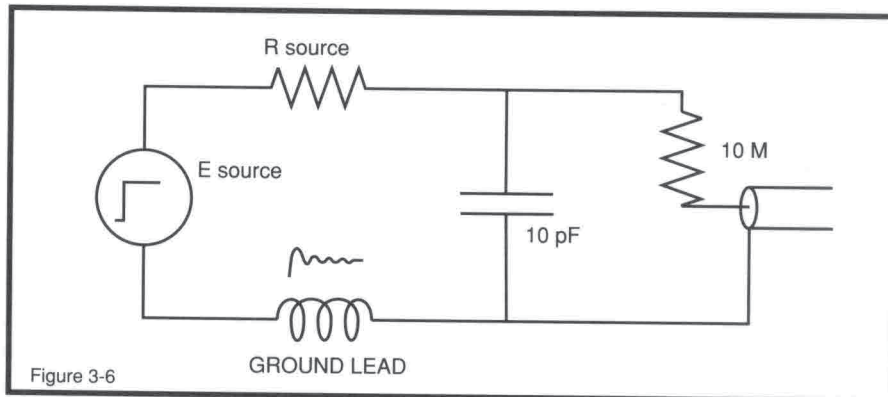 R source
E source
10 M
10 pF
GROUND LEAD
Figure 3-6